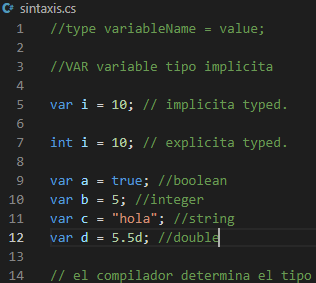 C# sintaxis.cs
1 //type variableName = value;
2
3 //VAR variable tipo implicita
4
5 var i = 10; // implicita typed.
6
7 int i = 10; // explicita typed.
8
9 var a = true; //boolean
10 var b = 5; //integer
11 var c = "hola"; //string
12 var d = 5.5d; //double
13
14 // el compilador determina el tipo